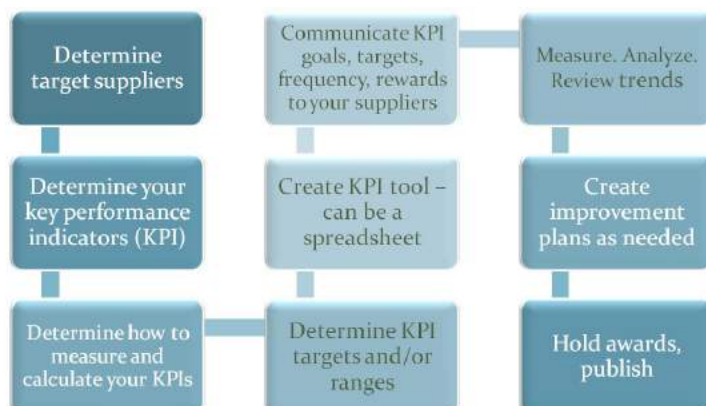 Determine
target suppliers
Determine your
key performance
indicators (KPI)
Determine how to
measure and
calculate your KPIs
Determine KPI
targets and/or
ranges
Create KPI tool –
can be a
spreadsheet
Communicate KPI
goals, targets,
frequency, rewards
to your suppliers
Measure. Analyze.
Review trends
Create
improvement
plans as needed
Hold awards,
publish